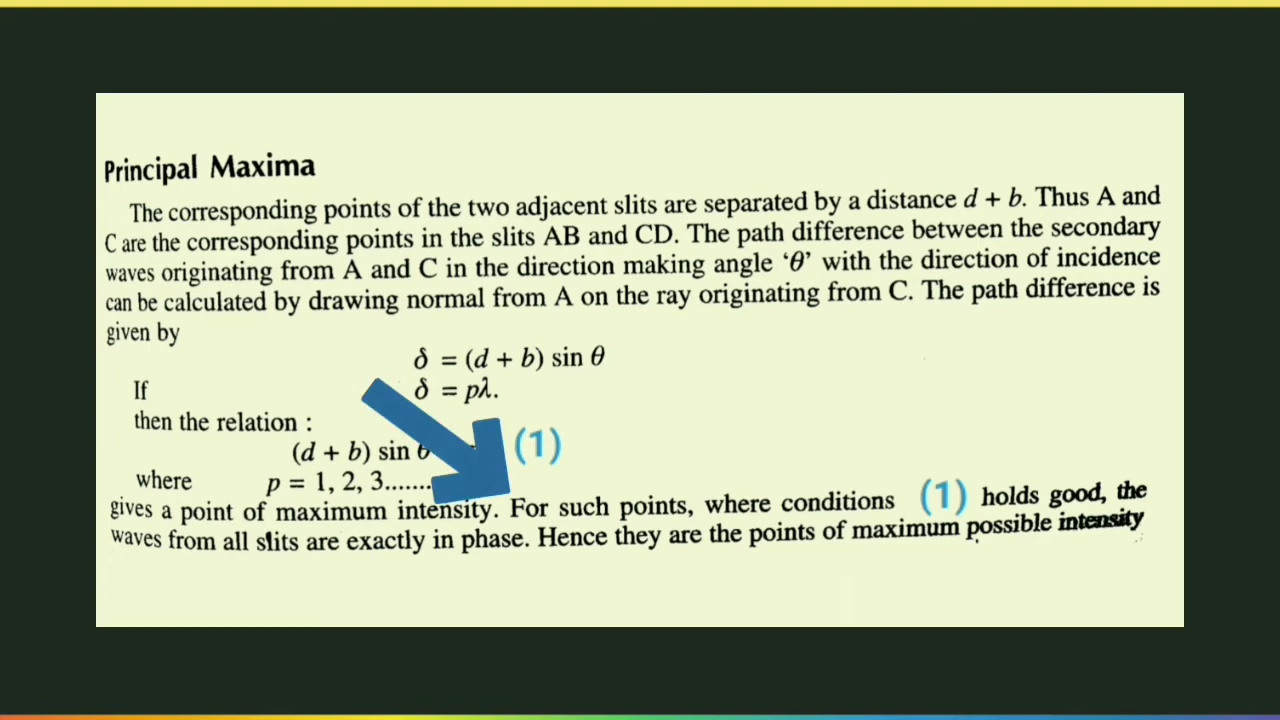 Principal Maxima
The corresponding points of the two adjacent slits are separated by a distance d + b. Thus A and
C are the corresponding points in the slits AB and CD. The path difference between the secondary
waves originating from A and C in the direction making angle ‘θ’ with the direction of incidence
can be calculated by drawing normal from A on the ray originating from C. The path difference is
given by
δ = (d + b) sin θ
If δ = pλ.
then the relation :
(d + b) sin θ (1)
where p = 1, 2, 3.......
gives a point of maximum intensity. For such points, where conditions (1) holds good, the
waves from all slits are exactly in phase. Hence they are the points of maximum possible intensity